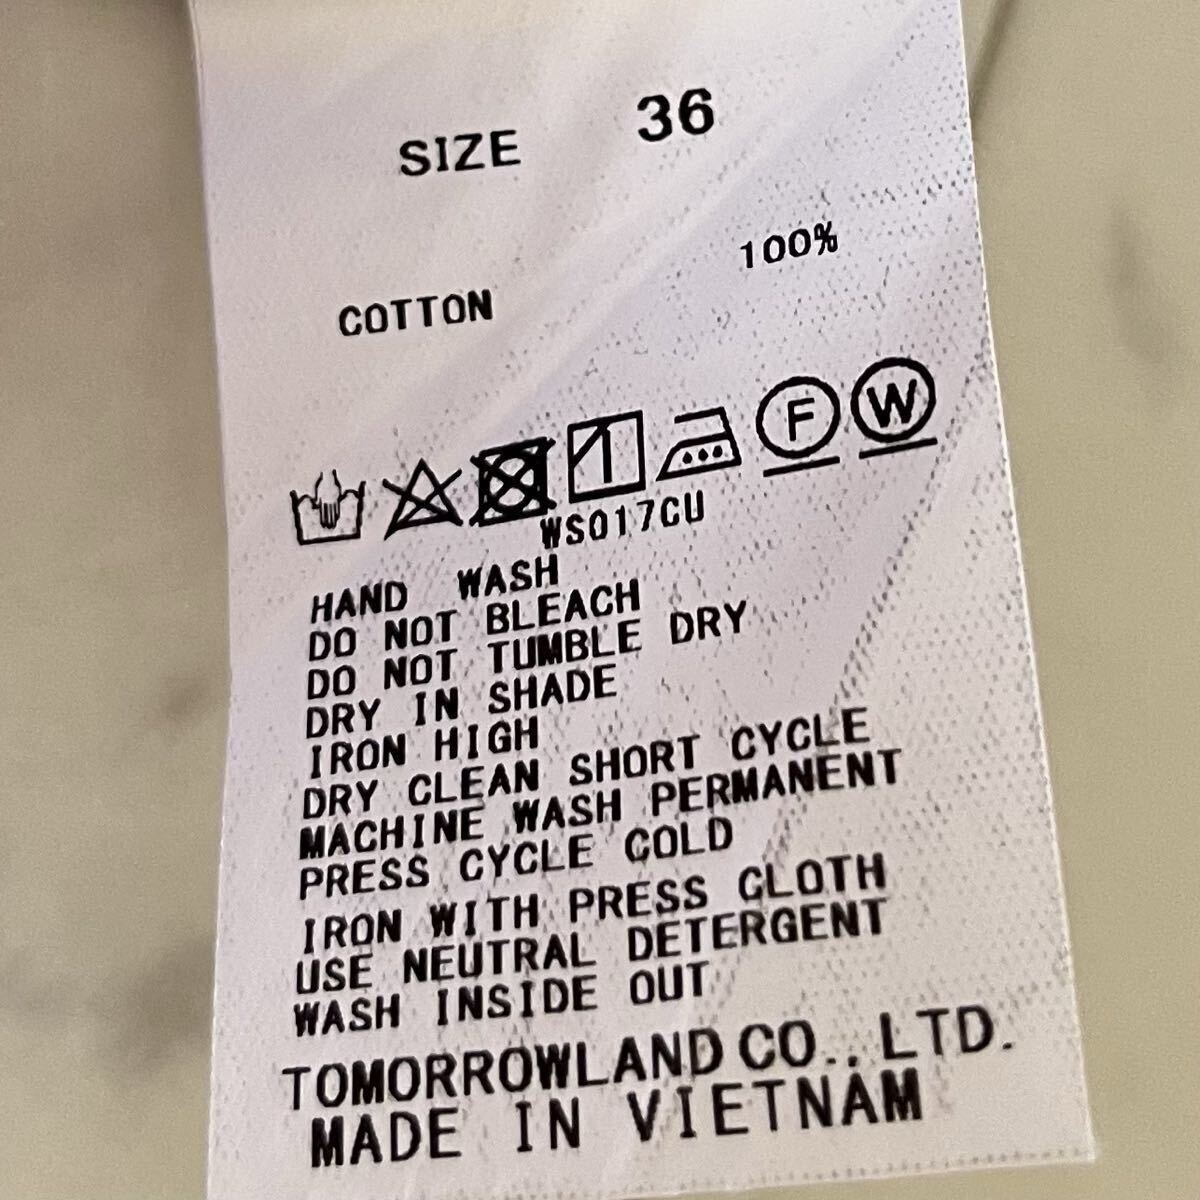 SIZE 36
COTTON 100%
F W
WS017CU
HAND WASH
DO NOT BLEACH
DO NOT TUMBLE DRY
DRY IN SHADE
IRON HIGH
DRY CLEAN SHORT CYCLE
MACHINE WASH PERMANENT
PRESS CYCLE COLD
IRON WITH PRESS CLOTH
USE NEUTRAL DETERGENT
WASH INSIDE OUT
TOMORROWLAND CO., LTD.
MADE IN VIETNAM